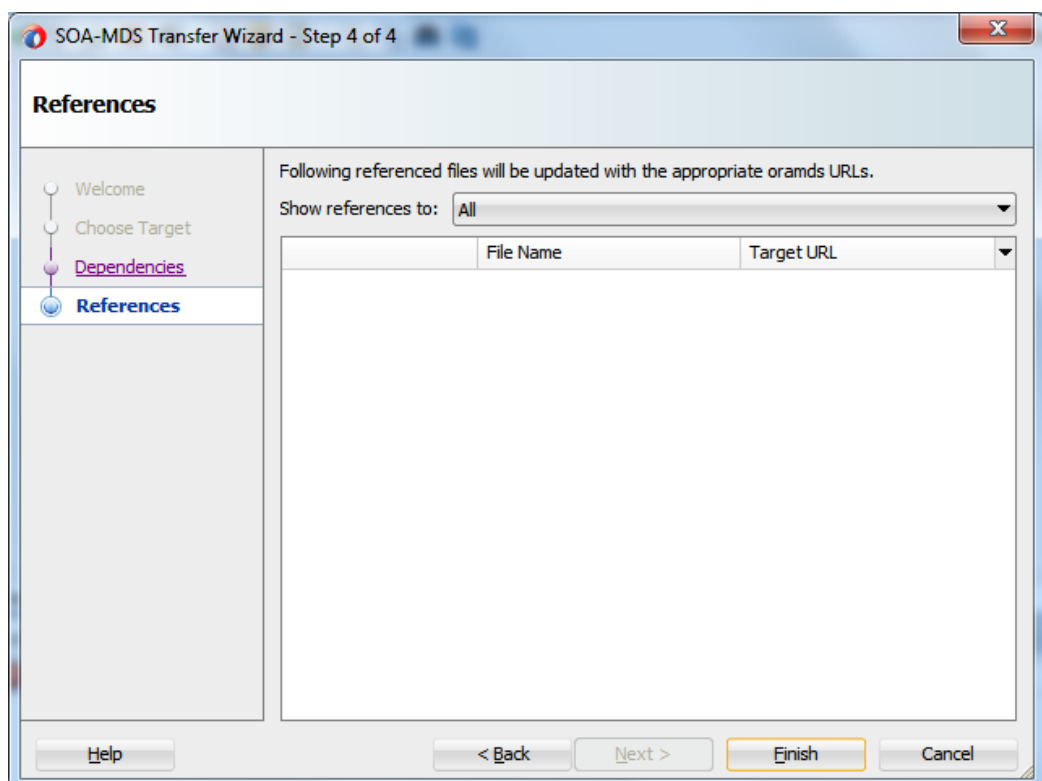 SOA-MDS Transfer Wizard - Step 4 of 4
References
Welcome
Choose Target
Dependencies
References
Following referenced files will be updated with the appropriate oramds URLs.
Show references to: All
File Name Target URL
Help < Back Next > Finish Cancel